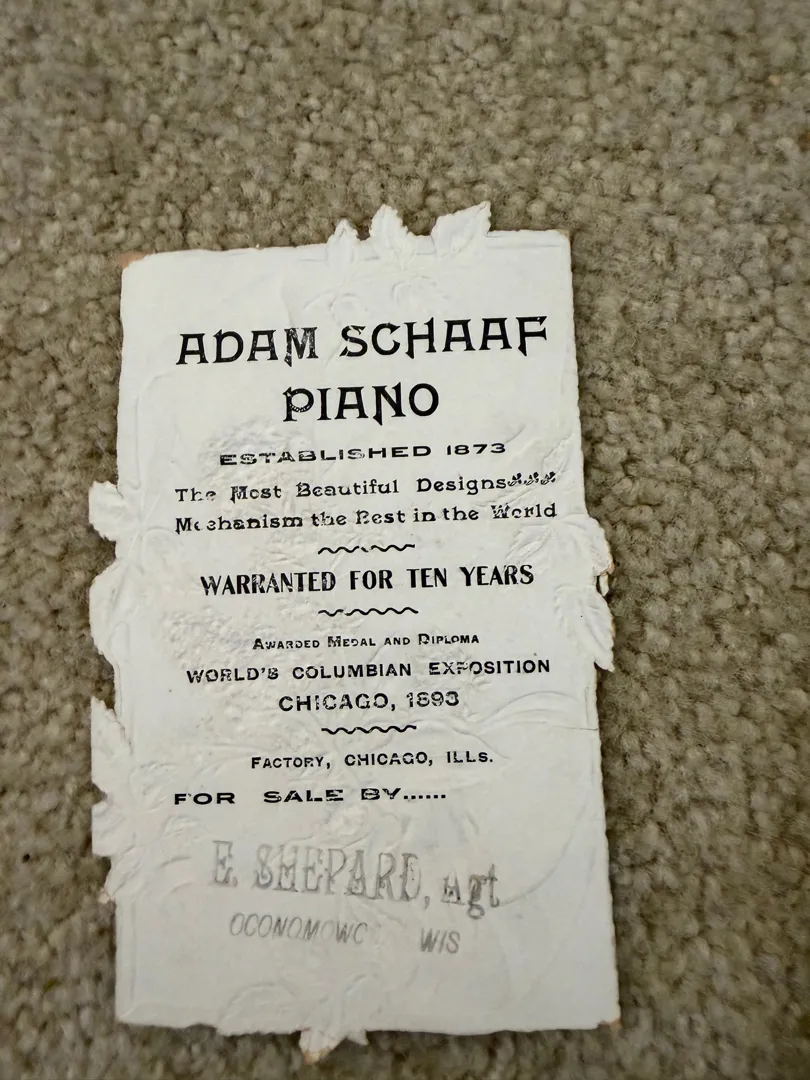 ADAM SCHAAF
PIANO
ESTABLISHED 1873
The Most Beautiful Designs
Mechanism the Best in the World
WARRANTED FOR TEN YEARS
AWARDED MEDAL AND DIPLOMA
WORLD'S COLUMBIAN EXPOSITION
CHICAGO, 1893
FACTORY, CHICAGO, ILLS.
FOR SALE BY......
E. SHEPARD, Agt
OCONOMOWOC WIS